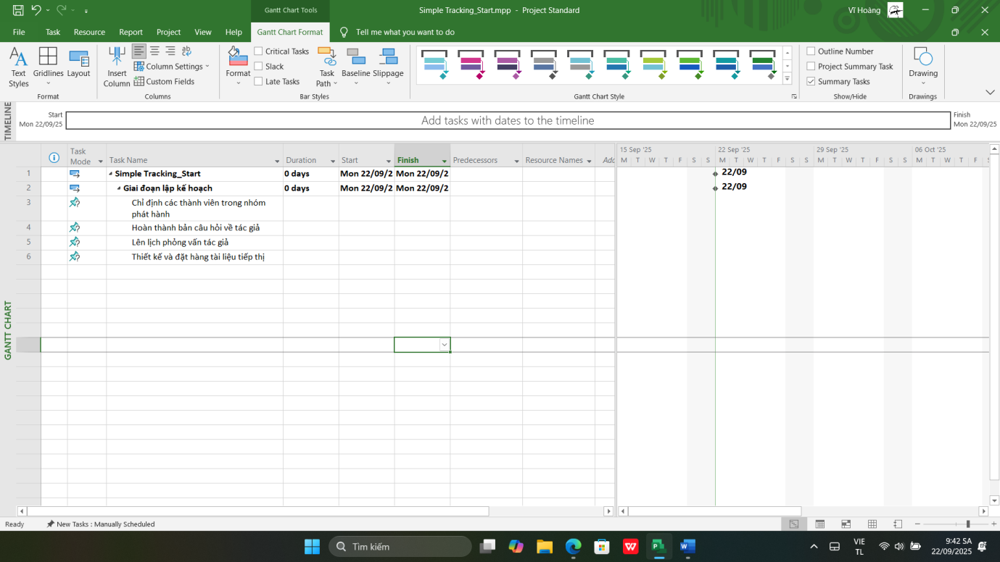 Gantt Chart Tools
Simple Tracking_Start.mpp - Project Standard
Vĩ Hoàng
File Task Resource Report Project View Help Gantt Chart Format Tell me what you want to do
Text Styles
Gridlines
Layout
Format
Insert Column
Column Settings
Custom Fields
Columns
Format
Critical Tasks
Slack
Late Tasks
Task Path
Baseline
Slippage
Bar Styles
Gantt Chart Style
Outline Number
Project Summary Task
Summary Tasks
Show/Hide
Drawing
Drawings
TIMELINE
Start
Mon 22/09/25
Add tasks with dates to the timeline
Finish
Mon 22/09/25
Task Mode Task Name Duration Start Finish Predecessors Resource Names Add
15 Sep '25 22 Sep '25 29 Sep '25 06 Oct '25
M T W T F S S M T W T F S S M T W T F S S M T W T F S
1 Simple Tracking_Start 0 days Mon 22/09/2 Mon 22/09/2 22/09
2 Giai đoạn lập kế hoạch 0 days Mon 22/09/2 Mon 22/09/2 22/09
3 Chỉ định các thành viên trong nhóm
phát hành
4 Hoàn thành bản câu hỏi về tác giả
5 Lên lịch phỏng vấn tác giả
6 Thiết kế và đặt hàng tài liệu tiếp thị
GANTT CHART
Ready New Tasks : Manually Scheduled
Tìm kiếm
VIE
TL
9:42 SA
22/09/2025